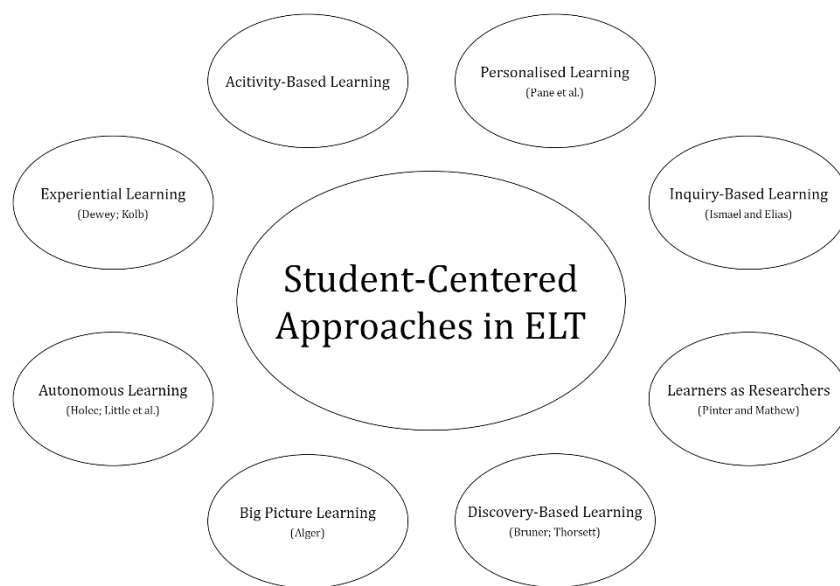 Acitivity-Based Learning
Personalised Learning
(Pane et al.)
Experiential Learning
(Dewey; Kolb)
Inquiry-Based Learning
(Ismael and Elias)
Student-Centered
Approaches in ELT
Autonomous Learning
(Holec; Little et al.)
Learners as Researchers
(Pinter and Mathew)
Big Picture Learning
(Alger)
Discovery-Based Learning
(Bruner; Thorsett)